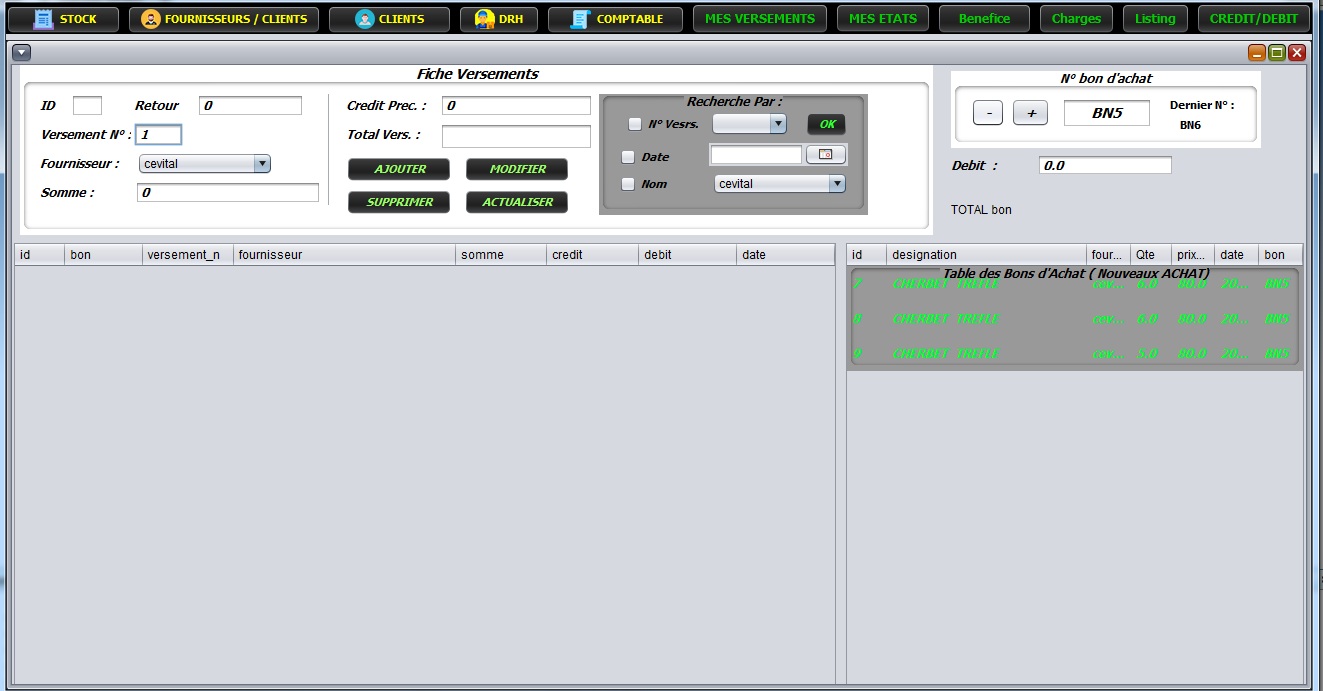 STOCK FOURNISSEURS / CLIENTS CLIENTS DRH COMPTABLE MES VERSEMENTS MES ETATS Benefice Charges Listing CREDIT/DEBIT
Fiche Versements
ID Retour 0
Versement N° : 1
Fournisseur : cevital
Somme : 0
Credit Prec. : 0
Total Vers. :
AJOUTER MODIFIER
SUPPRIMER ACTUALISER
Recherche Par :
N° Vesrs. OK
Date
Nom cevital
N° bon d'achat
- + BN5 Dernier N° :
BN6
Debit : 0.0
TOTAL bon
id bon versement_n fournisseur somme credit debit date
id designation four... Qte prix... date bon
Table des Bons d'Achat ( Nouveaux ACHAT)
7 CHERBET TREFLE cev... 6.0 80.0 20... BN5
8 CHERBET TREFLE cev... 6.0 80.0 20... BN5
9 CHERBET TREFLE cev... 5.0 80.0 20... BN5